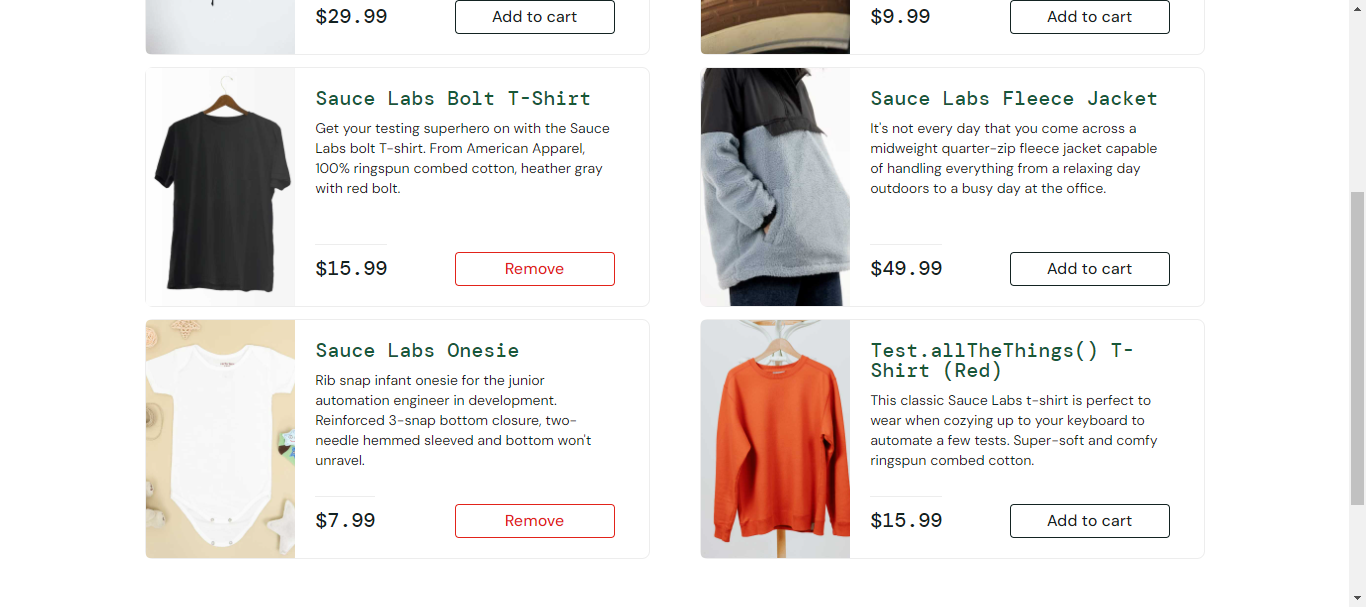 $29.99
Add to cart
$9.99
Add to cart
Sauce Labs Bolt T-Shirt
Get your testing superhero on with the Sauce
Labs bolt T-shirt. From American Apparel,
100% ringspun combed cotton, heather gray
with red bolt.
$15.99
Remove
Sauce Labs Fleece Jacket
It's not every day that you come across a
midweight quarter-zip fleece jacket capable
of handling everything from a relaxing day
outdoors to a busy day at the office.
$49.99
Add to cart
Sauce Labs Onesie
Rib snap infant onesie for the junior
automation engineer in development.
Reinforced 3-snap bottom closure, two-
needle hemmed sleeved and bottom won't
unravel.
$7.99
Remove
Test.allTheThings() T-
Shirt (Red)
This classic Sauce Labs t-shirt is perfect to
wear when cozying up to your keyboard to
automate a few tests. Super-soft and comfy
ringspun combed cotton.
$15.99
Add to cart